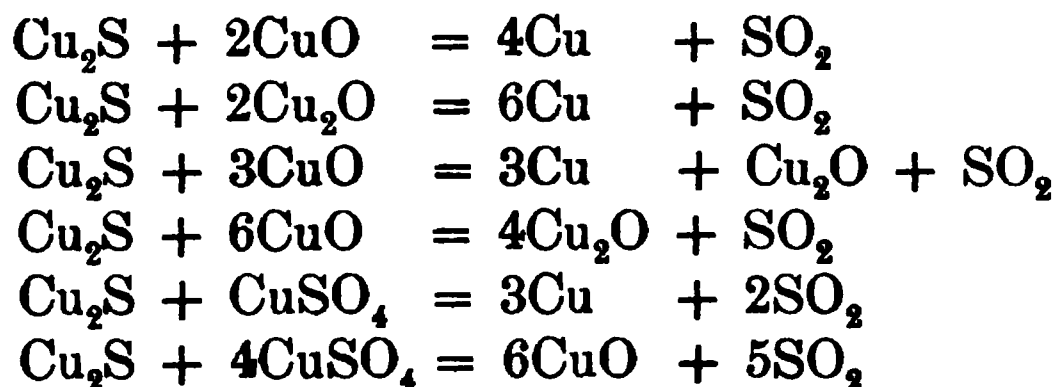 Cu₂S + 2CuO = 4Cu + SO₂
Cu₂S + 2Cu₂O = 6Cu + SO₂
Cu₂S + 3CuO = 3Cu + Cu₂O + SO₂
Cu₂S + 6CuO = 4Cu₂O + SO₂
Cu₂S + CuSO₄ = 3Cu + 2SO₂
Cu₂S + 4CuSO₄ = 6CuO + 5SO₂